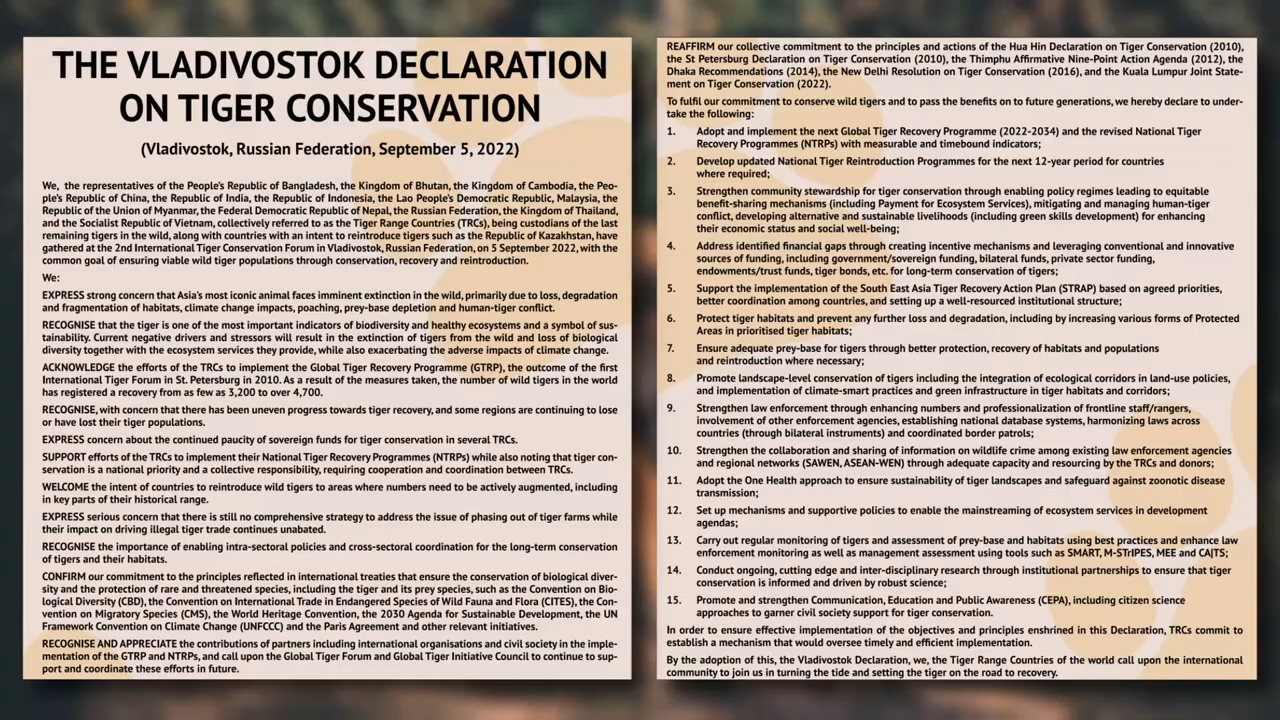 THE VLADIVOSTOK DECLARATION
ON TIGER CONSERVATION
(Vladivostok, Russian Federation, September 5, 2022)
We, the representatives of the People's Republic of Bangladesh, the Kingdom of Bhutan, the Kingdom of Cambodia, the Peo-
ple's Republic of China, the Republic of India, the Republic of Indonesia, the Lao People's Democratic Republic, Malaysia, the
Republic of the Union of Myanmar, the Federal Democratic Republic of Nepal, the Russian Federation, the Kingdom of Thailand,
and the Socialist Republic of Vietnam, collectively referred to as the Tiger Range Countries (TRCs), being custodians of the last
remaining tigers in the wild, along with countries with an intent to reintroduce tigers such as the Republic of Kazakhstan, have
gathered at the 2nd International Tiger Conservation Forum in Vladivostok, Russian Federation, on 5 September 2022, with the
common goal of ensuring viable wild tiger populations through conservation, recovery and reintroduction.
We:
EXPRESS strong concern that Asia's most iconic animal faces imminent extinction in the wild, primarily due to loss, degradation
and fragmentation of habitats, climate change impacts, poaching, prey-base depletion and human-tiger conflict.
RECOGNISE that the tiger is one of the most important indicators of biodiversity and healthy ecosystems and a symbol of sus-
tainability. Current negative drivers and stressors will result in the extinction of tigers from the wild and loss of biological
diversity together with the ecosystem services they provide, while also exacerbating the adverse impacts of climate change.
ACKNOWLEDGE the efforts of the TRCs to implement the Global Tiger Recovery Programme (GTRP), the outcome of the first
International Tiger Forum in St. Petersburg in 2010. As a result of the measures taken, the number of wild tigers in the world
has registered a recovery from as few as 3,200 to over 4,700.
RECOGNISE, with concern that there has been uneven progress towards tiger recovery, and some regions are continuing to lose
or have lost their tiger populations.
EXPRESS concern about the continued paucity of sovereign funds for tiger conservation in several TRCs.
SUPPORT efforts of the TRCs to implement their National Tiger Recovery Programmes (NTRPs) while also noting that tiger con-
servation is a national priority and a collective responsibility, requiring cooperation and coordination between TRCs.
WELCOME the intent of countries to reintroduce wild tigers to areas where numbers need to be actively augmented, including
in key parts of their historical range.
EXPRESS serious concern that there is still no comprehensive strategy to address the issue of phasing out of tiger farms while
their impact on driving illegal tiger trade continues unabated.
RECOGNISE the importance of enabling intra-sectoral policies and cross-sectoral coordination for the long-term conservation
of tigers and their habitats.
CONFIRM our commitment to the principles reflected in international treaties that ensure the conservation of biological diver-
sity and the protection of rare and threatened species, including the tiger and its prey species, such as the Convention on Bio-
logical Diversity (CBD), the Convention on International Trade in Endangered Species of Wild Fauna and Flora (CITES), the Con-
vention on Migratory Species (CMS), the World Heritage Convention, the 2030 Agenda for Sustainable Development, the UN
Framework Convention on Climate Change (UNFCCC) and the Paris Agreement and other relevant initiatives.
RECOGNISE AND APPRECIATE the contributions of partners including international organisations and civil society in the imple-
mentation of the GTRP and NTRPs, and call upon the Global Tiger Forum and Global Tiger Initiative Council to continue to sup-
port and coordinate these efforts in future.
REAFFIRM our collective commitment to the principles and actions of the Hua Hin Declaration on Tiger Conservation (2010),
the St Petersburg Declaration on Tiger Conservation (2010), the Thimphu Affirmative Nine-Point Action Agenda (2012), the
Dhaka Recommendations (2014), the New Delhi Resolution on Tiger Conservation (2016), and the Kuala Lumpur Joint State-
ment on Tiger Conservation (2022).
To fulfil our commitment to conserve wild tigers and to pass the benefits on to future generations, we hereby declare to under-
take the following:
1. Adopt and implement the next Global Tiger Recovery Programme (2022-2034) and the revised National Tiger
Recovery Programmes (NTRPs) with measurable and timebound indicators;
2. Develop updated National Tiger Reintroduction Programmes for the next 12-year period for countries
where required;
3. Strengthen community stewardship for tiger conservation through enabling policy regimes leading to equitable
benefit-sharing mechanisms (including Payment for Ecosystem Services), mitigating and managing human-tiger
conflict, developing alternative and sustainable livelihoods (including green skills development) for enhancing
their economic status and social well-being;
4. Address identified financial gaps through creating incentive mechanisms and leveraging conventional and innovative
sources of funding, including government/sovereign funding, bilateral funds, private sector funding,
endowments/trust funds, tiger bonds, etc. for long-term conservation of tigers;
5. Support the implementation of the South East Asia Tiger Recovery Action Plan (STRAP) based on agreed priorities,
better coordination among countries, and setting up a well-resourced institutional structure;
6. Protect tiger habitats and prevent any further loss and degradation, including by increasing various forms of Protected
Areas in prioritised tiger habitats;
7. Ensure adequate prey-base for tigers through better protection, recovery of habitats and populations
and reintroduction where necessary;
8. Promote landscape-level conservation of tigers including the integration of ecological corridors in land-use policies,
and implementation of climate-smart practices and green infrastructure in tiger habitats and corridors;
9. Strengthen law enforcement through enhancing numbers and professionalization of frontline staff/rangers,
involvement of other enforcement agencies, establishing national database systems, harmonizing laws across
countries (through bilateral instruments) and coordinated border patrols;
10. Strengthen the collaboration and sharing of information on wildlife crime among existing law enforcement agencies
and regional networks (SAWEN, ASEAN-WEN) through adequate capacity and resourcing by the TRCs and donors;
11. Adopt the One Health approach to ensure sustainability of tiger landscapes and safeguard against zoonotic disease
transmission;
12. Set up mechanisms and supportive policies to enable the mainstreaming of ecosystem services in development
agendas;
13. Carry out regular monitoring of tigers and assessment of prey-base and habitats using best practices and enhance law
enforcement monitoring as well as management assessment using tools such as SMART, M-STrIPES, MEE and CA|TS;
14. Conduct ongoing, cutting edge and inter-disciplinary research through institutional partnerships to ensure that tiger
conservation is informed and driven by robust science;
15. Promote and strengthen Communication, Education and Public Awareness (CEPA), including citizen science
approaches to garner civil society support for tiger conservation.
In order to ensure effective implementation of the objectives and principles enshrined in this Declaration, TRCs commit to
establish a mechanism that would oversee timely and efficient implementation.
By the adoption of this, the Vladivostok Declaration, we, the Tiger Range Countries of the world call upon the international
community to join us in turning the tide and setting the tiger on the road to recovery.